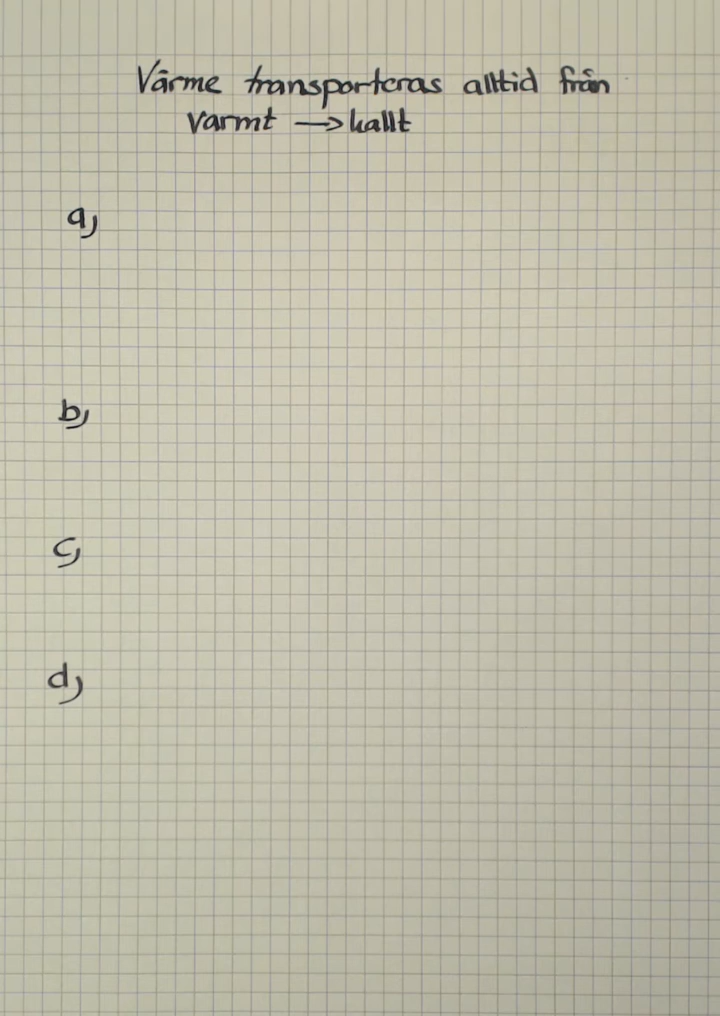 Värme transporteras alltid från
varmt → kallt
a)
b)
c)
d)